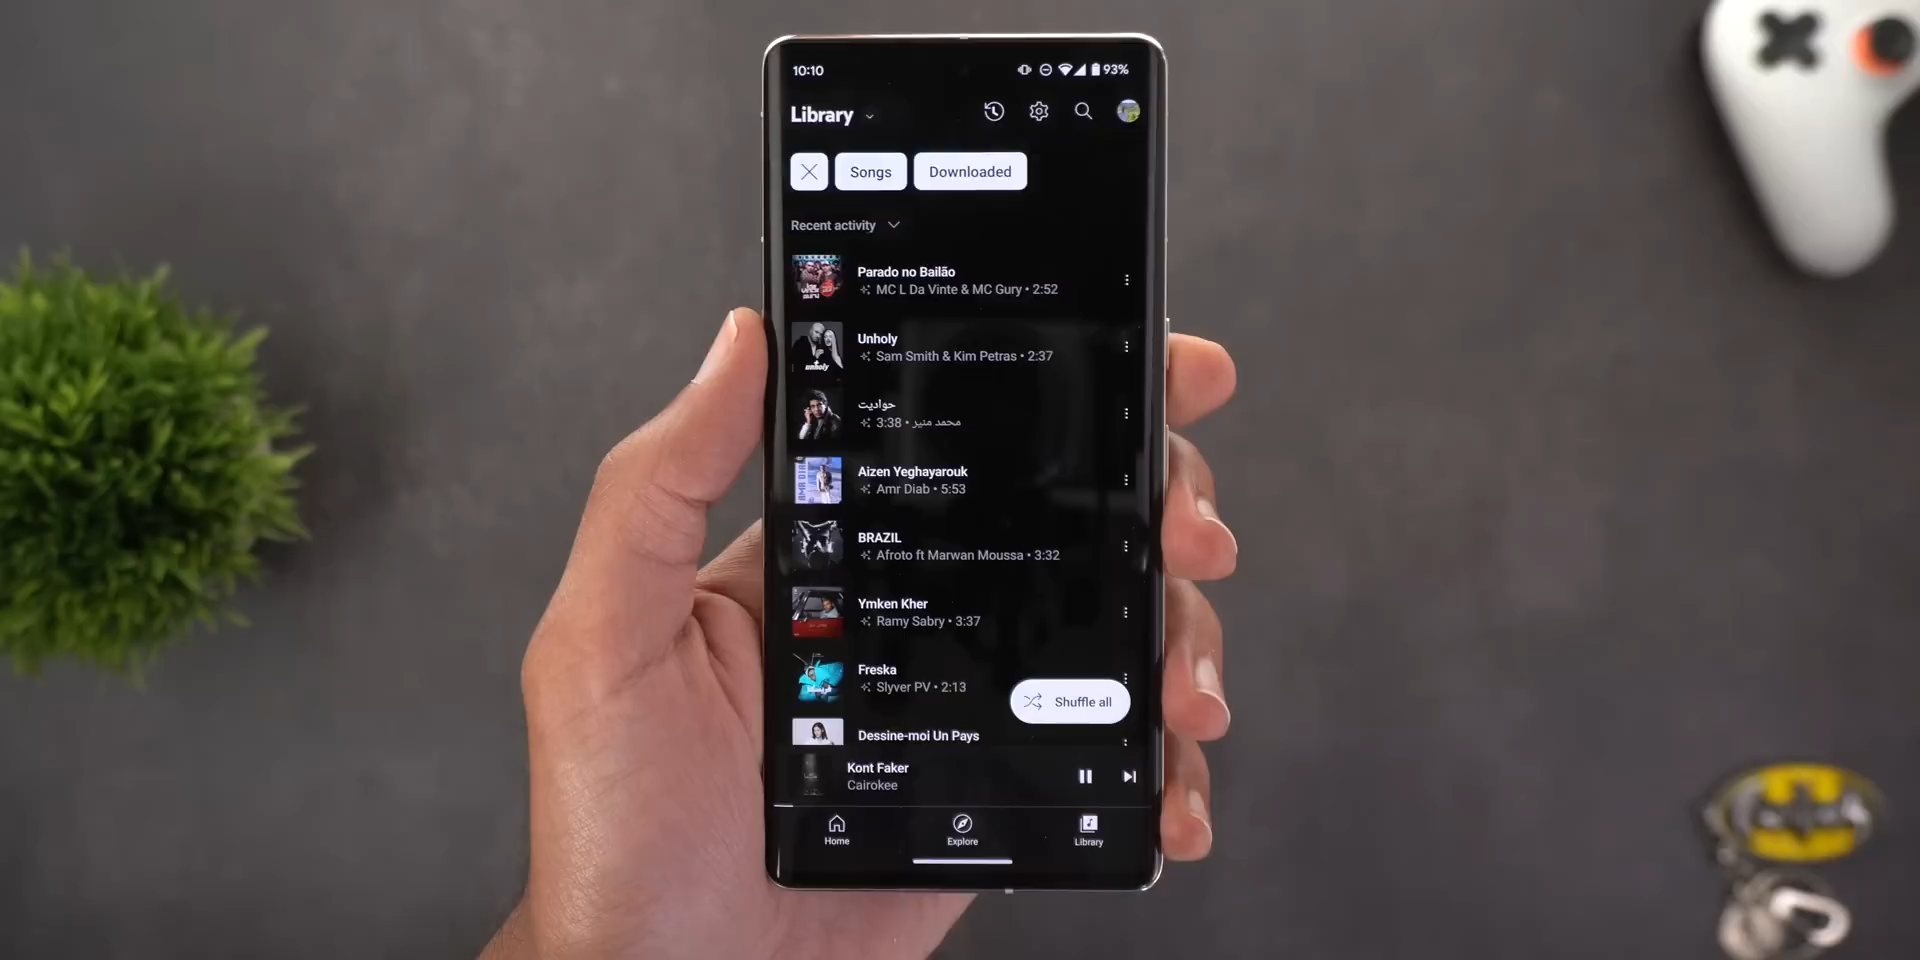 10:10
93%
Library
Songs
Downloaded
Recent activity
Parado no Bailão
MC L Da Vinte & MC Gury • 2:52
Unholy
Sam Smith & Kim Petras • 2:37
حواديت
محمد منير • 3:38
Aizen Yeghayarouk
Amr Diab • 5:53
BRAZIL
Afroto ft Marwan Moussa • 3:32
Ymken Kher
Ramy Sabry • 3:37
Freska
Slyver PV • 2:13
Shuffle all
Dessine-moi Un Pays
Kont Faker
Cairokee
Home
Explore
Library